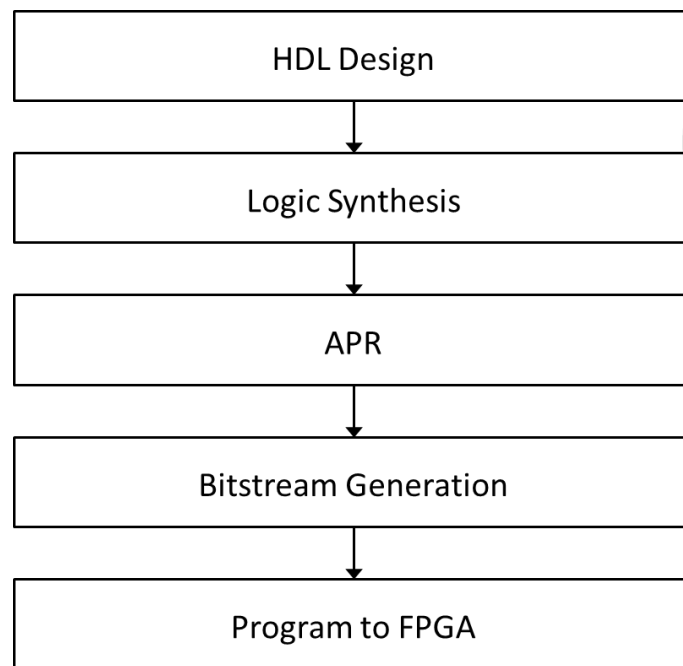 HDL Design
Logic Synthesis
APR
Bitstream Generation
Program to FPGA